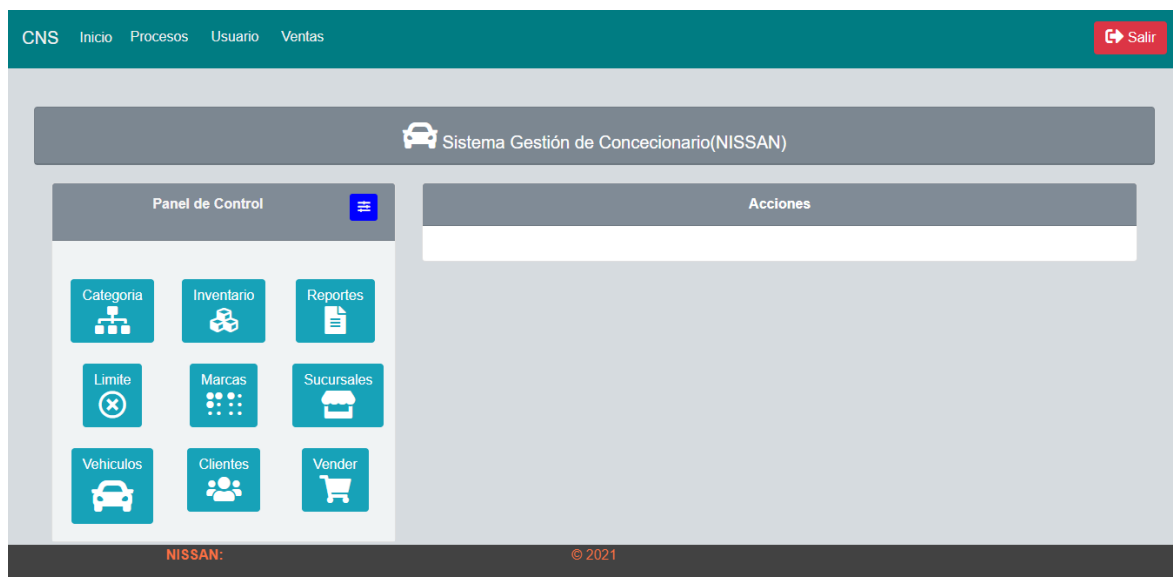 CNS Inicio Procesos Usuario Ventas Salir
Sistema Gestión de Concecionario(NISSAN)
Panel de Control
Acciones
Categoria Inventario Reportes
Limite Marcas Sucursales
Vehiculos Clientes Vender
NISSAN: © 2021